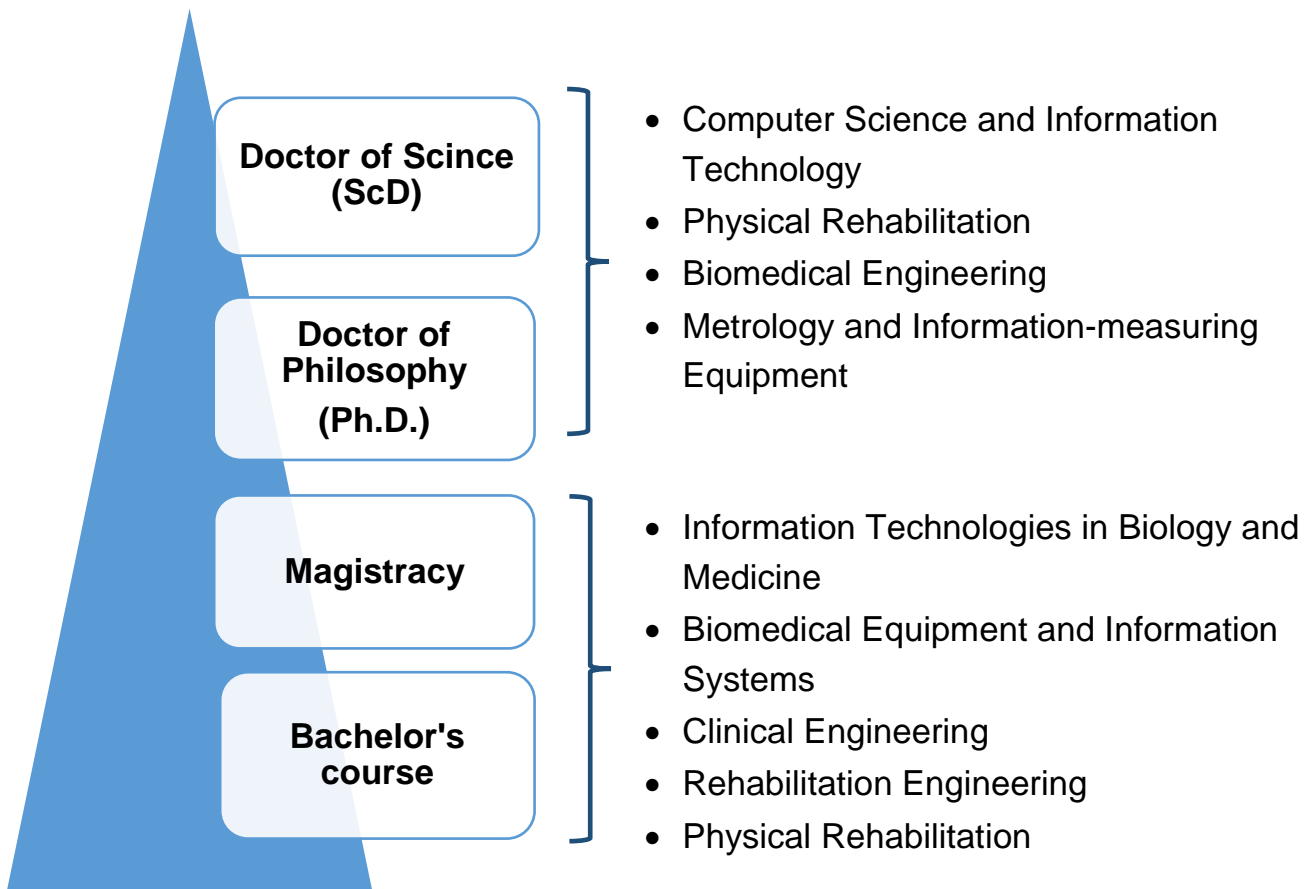 Doctor of Scince
(ScD)
Doctor of
Philosophy
(Ph.D.)
• Computer Science and Information
Technology
• Physical Rehabilitation
• Biomedical Engineering
• Metrology and Information-measuring
Equipment
Magistracy
Bachelor's
course
• Information Technologies in Biology and
Medicine
• Biomedical Equipment and Information
Systems
• Clinical Engineering
• Rehabilitation Engineering
• Physical Rehabilitation